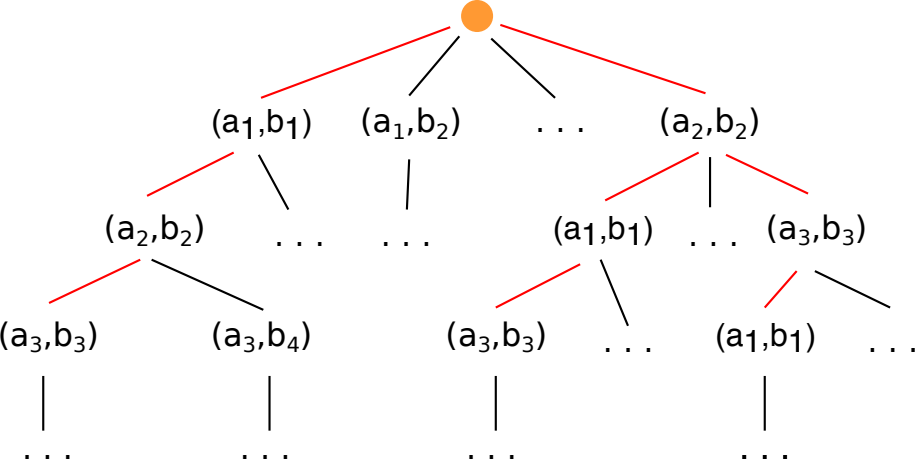 (a₁,b₁) (a₁,b₂) . . . (a₂,b₂)
(a₂,b₂) . . . . . . (a₁,b₁) . . . (a₃,b₃)
(a₃,b₃) (a₃,b₄) (a₃,b₃) . . . (a₁,b₁) . . .
. . . . . . . . . . . .